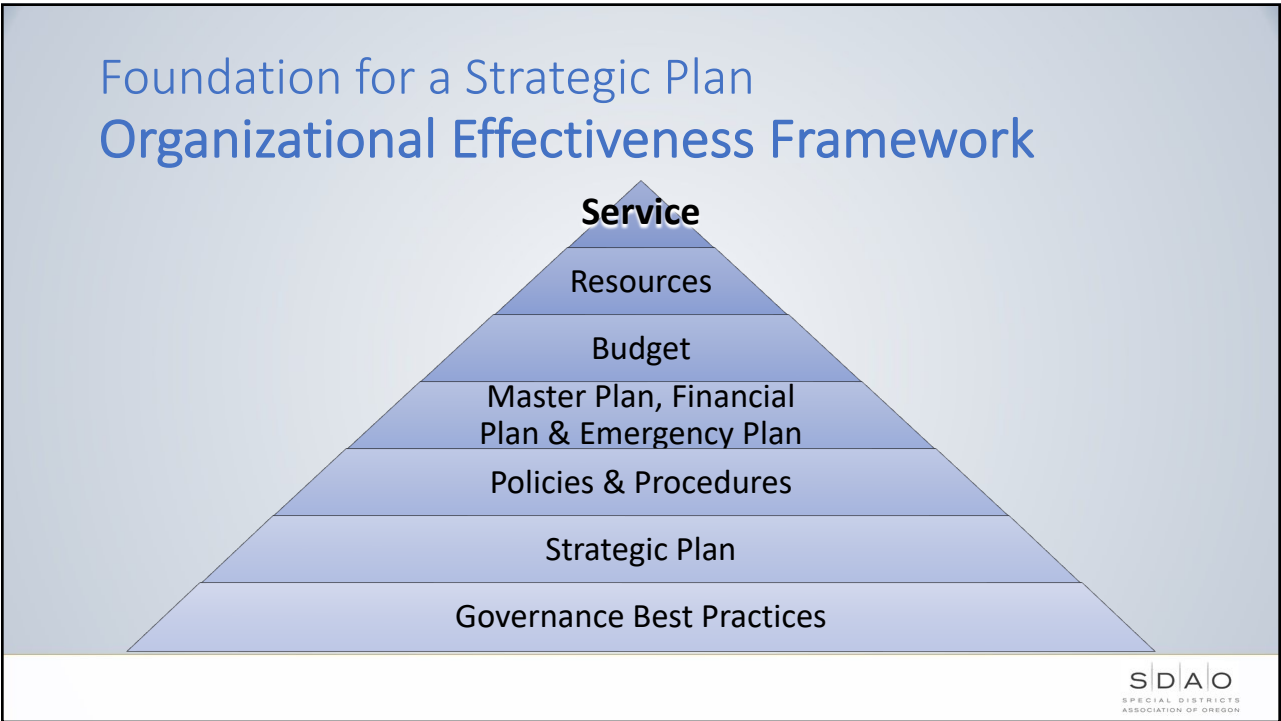 Foundation for a Strategic Plan
Organizational Effectiveness Framework
Service
Resources
Budget
Master Plan, Financial
Plan & Emergency Plan
Policies & Procedures
Strategic Plan
Governance Best Practices
SDAO
SPECIAL DISTRICTS
ASSOCIATION OF OREGON